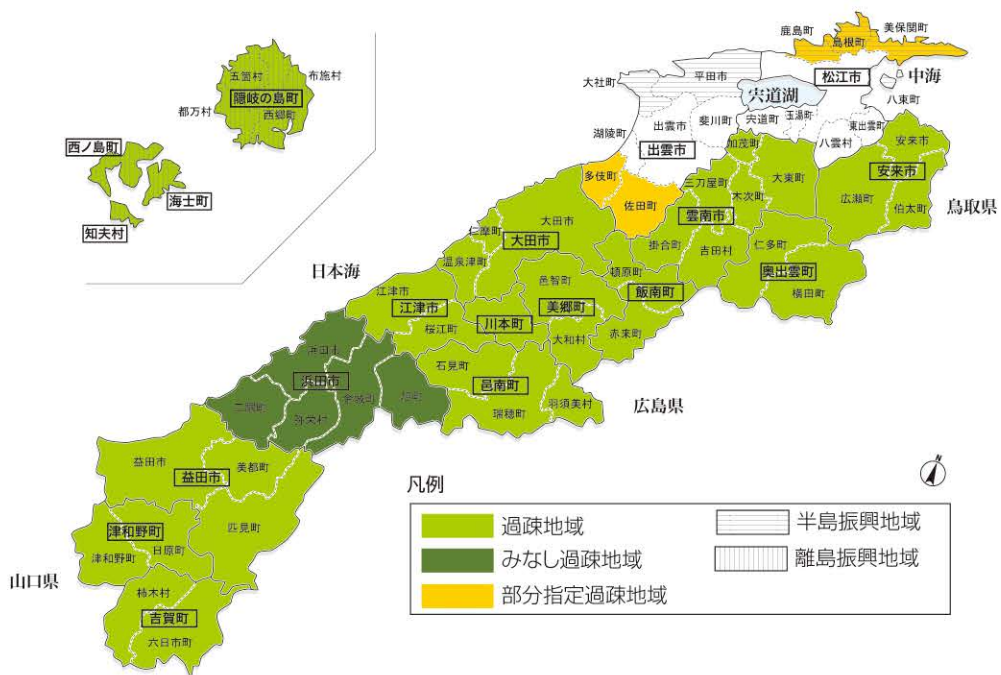 鹿島町
島根町
美保関町
平田市
大社町
松江市
中海
宍道湖
八束町
出雲市
斐川町
宍道町
玉湯町
東出雲町
湖陵町
出雲市
八雲村
安来市
加茂町
多伎町
三刀屋町
大東町
安来市
佐田町
木次町
広瀬町
伯太町
鳥取県
雲南市
大田市
掛合町
吉田村
仁多町
仁摩町
大田市
頓原町
奥出雲町
温泉津町
邑智町
飯南町
横田町
日本海
江津市
江津市
美郷町
川本町
桜江町
大和村
赤来町
浜田市
石見町
浜田市
邑南町
金城町
旭町
羽須美村
広島県
三隅町
弥栄村
瑞穂町
益田市
美都町
益田市
匹見町
津和野町
津和野町
日原町
山口県
柿木村
吉賀町
六日市町
五箇村
布施村
隠岐の島町
都万村
西郷町
西ノ島町
海士町
知夫村
N
凡例
過疎地域
みなし過疎地域
部分指定過疎地域
半島振興地域
離島振興地域